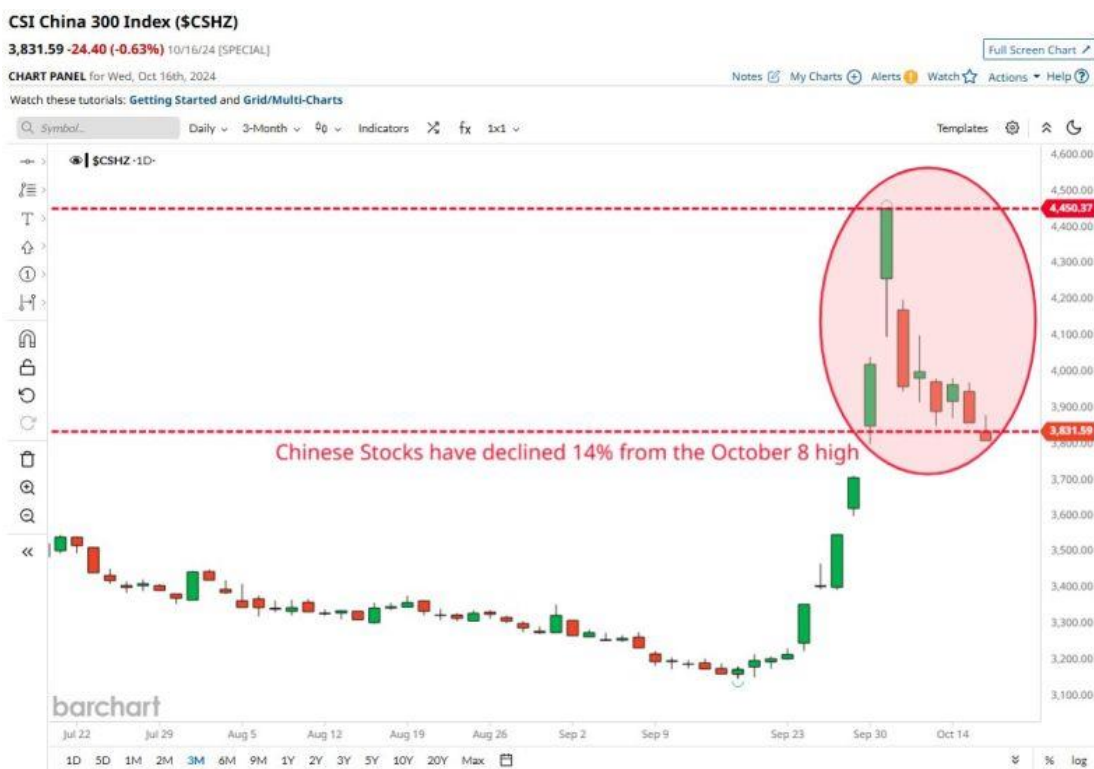 CSI China 300 Index ($CSHZ)
3,831.59 -24.40 (-0.63%) 10/16/24 [SPECIAL]
Full Screen Chart
CHART PANEL for Wed, Oct 16th, 2024
Notes My Charts Alerts Watch Actions Help
Watch these tutorials: Getting Started and Grid/Multi-Charts
Symbol... Daily 3-Month Indicators fx 1x1 Templates
$CSHZ ·1D·
4,600.00
4,500.00
4,450.37
4,400.00
4,300.00
4,200.00
4,100.00
4,000.00
3,900.00
3,831.59
3,800.00
Chinese Stocks have declined 14% from the October 8 high
3,700.00
3,600.00
3,500.00
3,400.00
3,300.00
3,200.00
3,100.00
barchart
Jul 22 Jul 29 Aug 5 Aug 12 Aug 19 Aug 26 Sep 2 Sep 9 Sep 23 Sep 30 Oct 14
1D 5D 1M 2M 3M 6M 9M 1Y 2Y 3Y 5Y 10Y 20Y Max % log